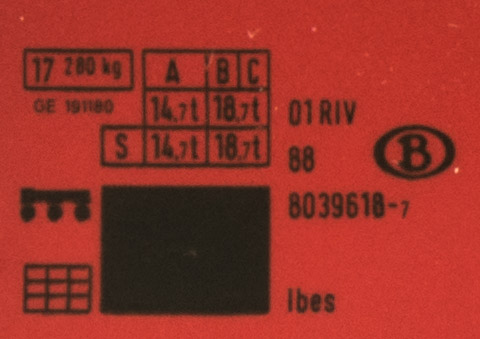 17 280 kg A B C
GE 191180 14,7t 18,7t
S 14,7t 18,7t
01 RIV
88
B
8039618-7
Ibes